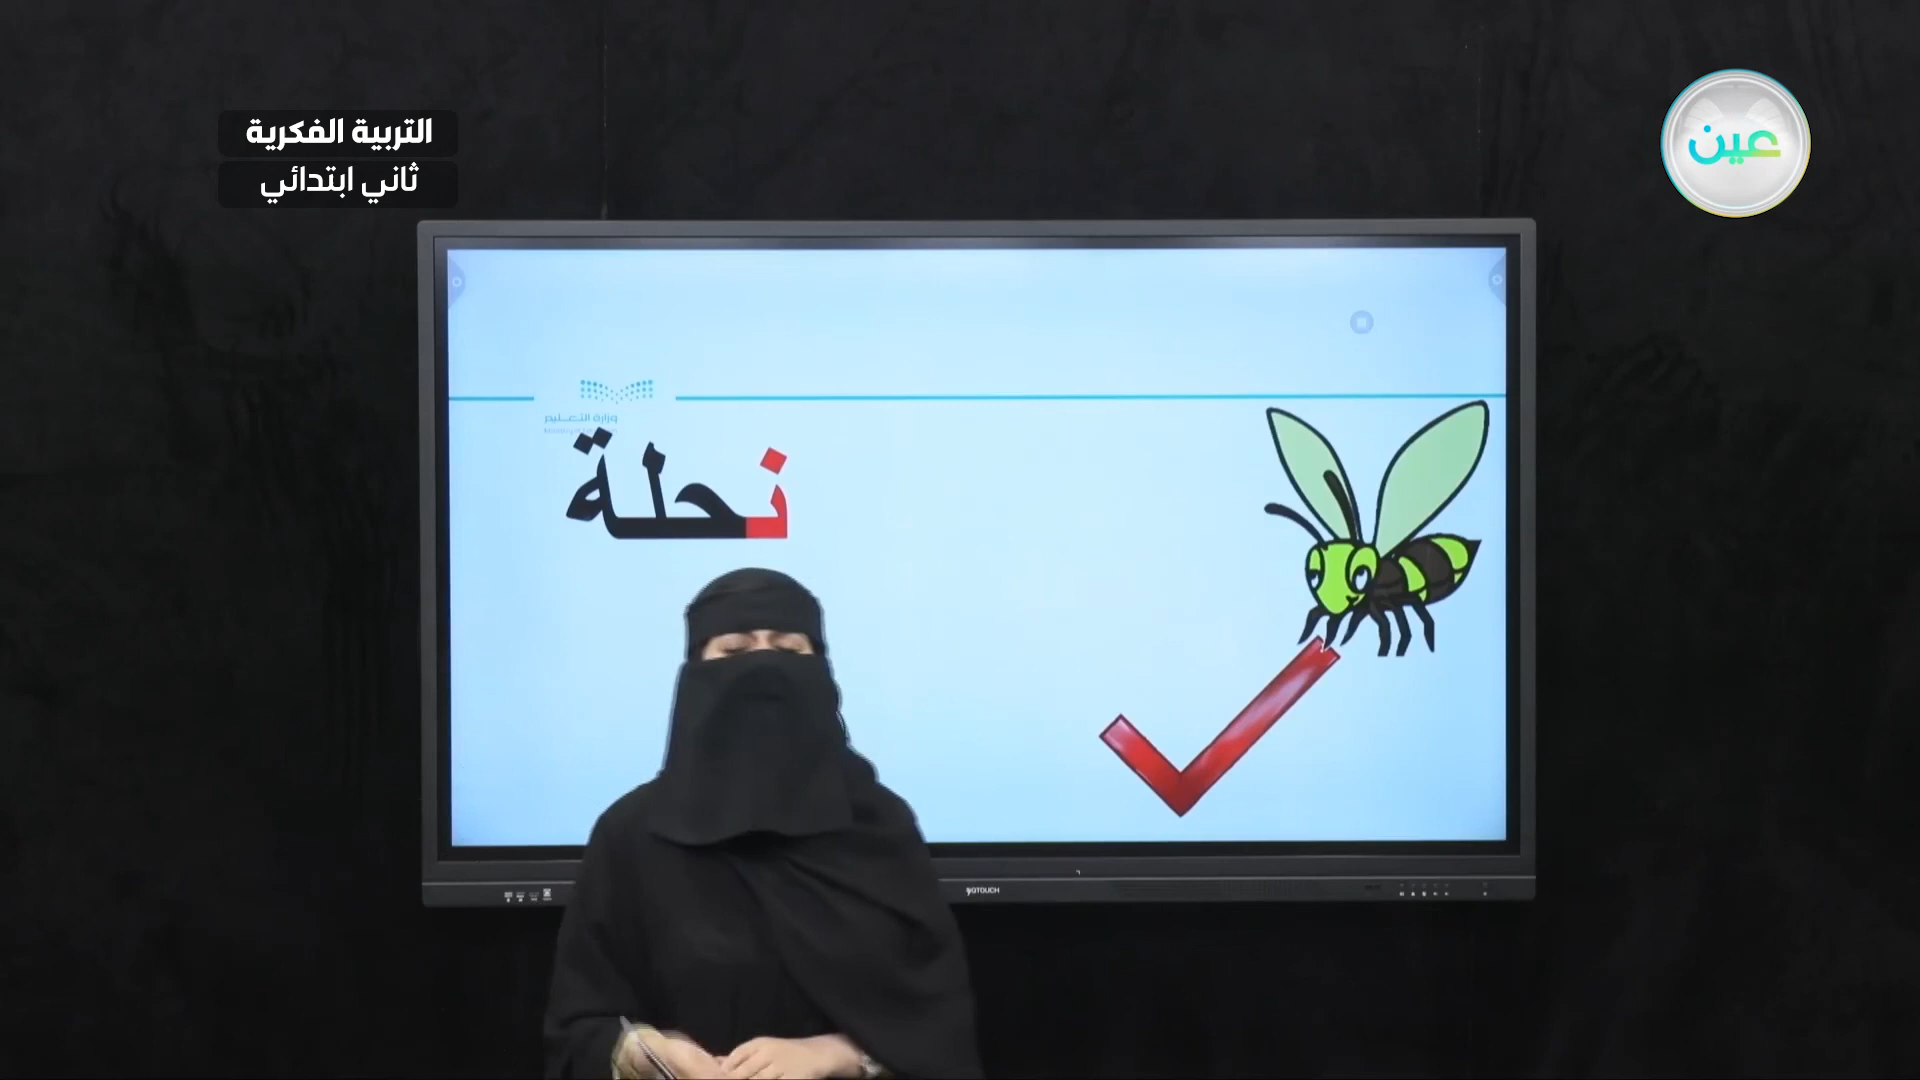 التربية الفكرية
ثاني ابتدائي
عين
وزارة التعليم
نحلة